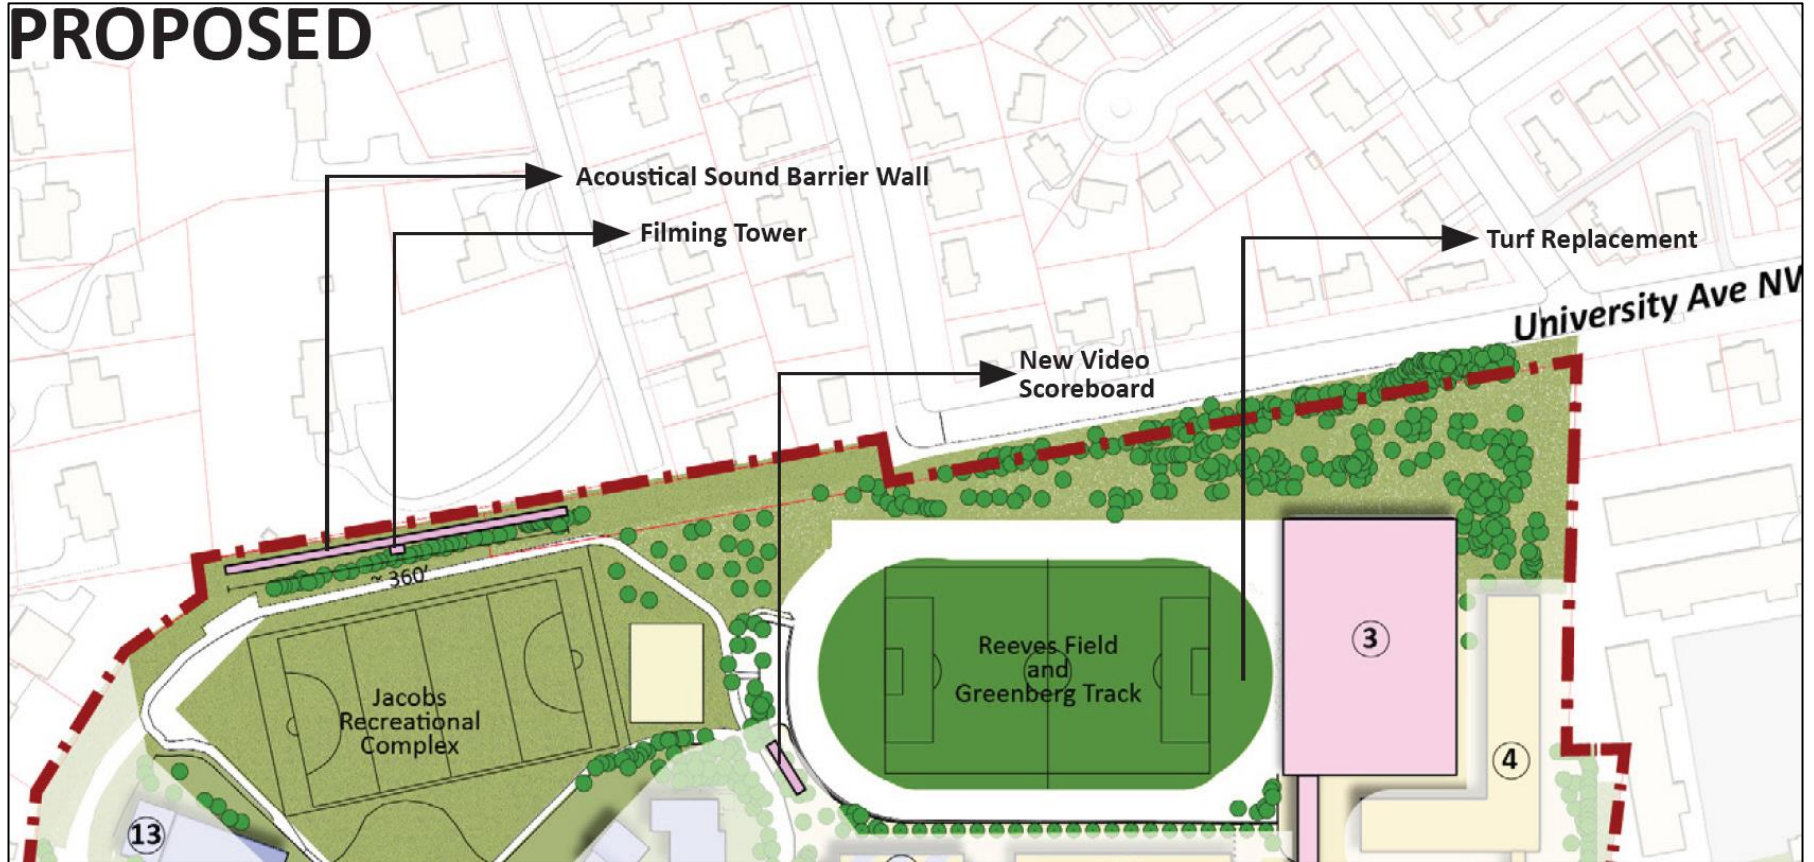 PROPOSED
Acoustical Sound Barrier Wall
Filming Tower
Turf Replacement
University Ave NW
New Video
Scoreboard
~ 360'
3
Reeves Field
and
Greenberg Track
Jacobs
Recreational
Complex
4
13